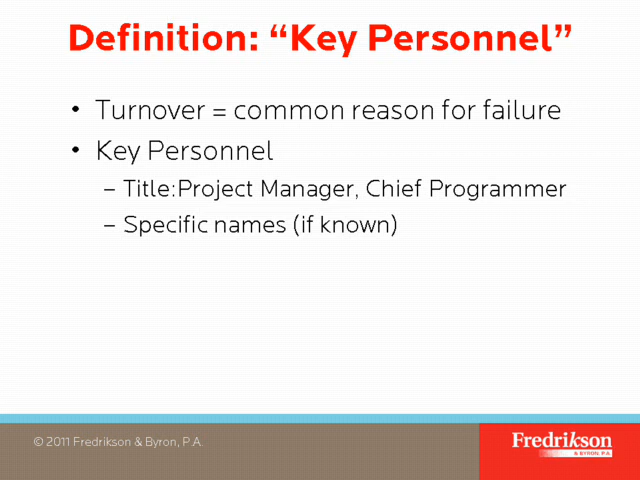 Definition: “Key Personnel”
• Turnover = common reason for failure
• Key Personnel
– Title:Project Manager, Chief Programmer
– Specific names (if known)
© 2011 Fredrikson & Byron, P.A.
Fredrikson
& BYRON, P.A.